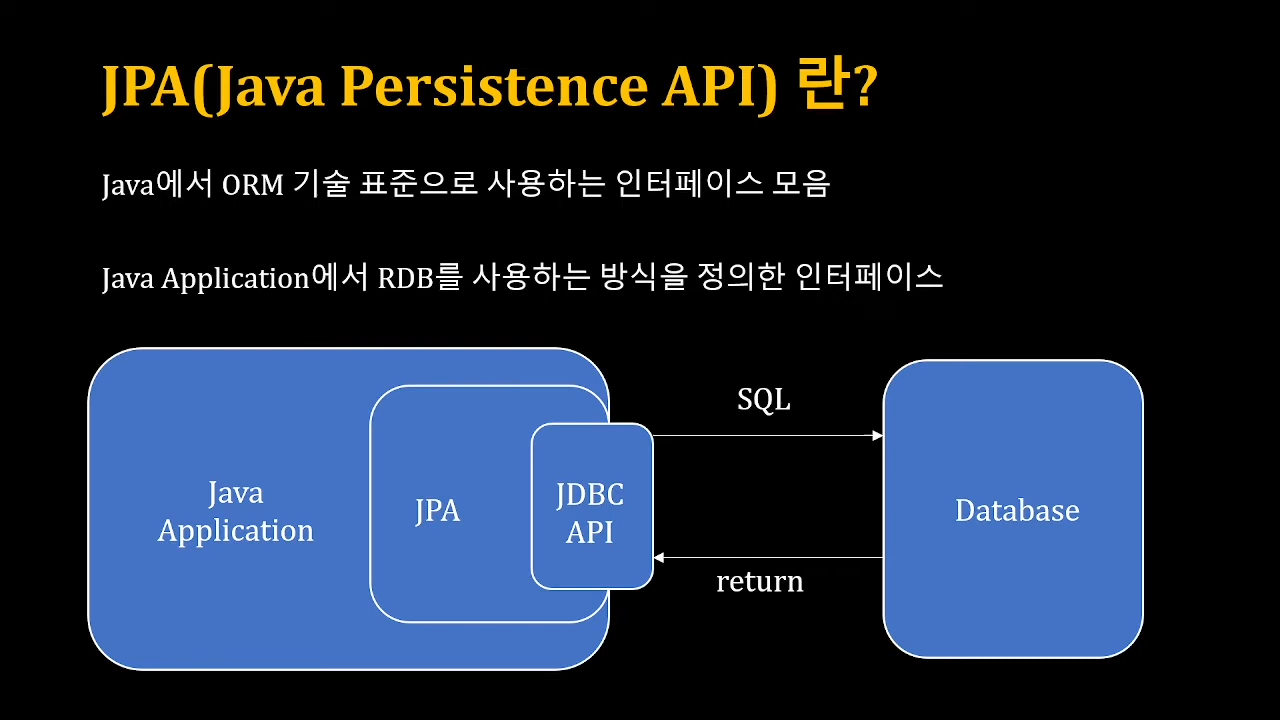 JPA(Java Persistence API) 란?
Java에서 ORM 기술 표준으로 사용하는 인터페이스 모음
Java Application에서 RDB를 사용하는 방식을 정의한 인터페이스
Java
Application
JPA
JDBC
API
SQL
return
Database